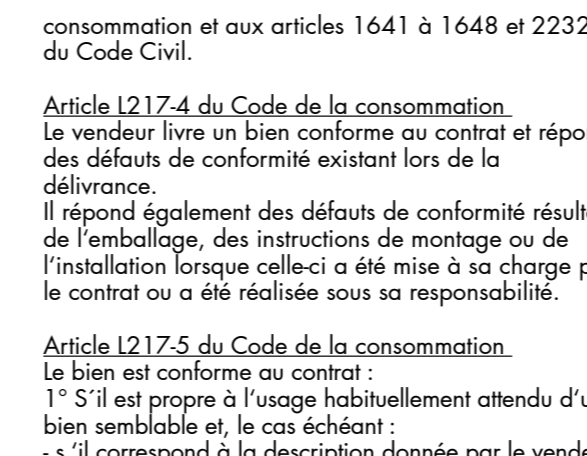 consommation et aux articles 1641 à 1648 et 2232
du Code Civil.
Article L217-4 du Code de la consommation
Le vendeur livre un bien conforme au contrat et
des défauts de conformité existant lors de la
délivrance.
Il répond également des défauts de conformité
de l'emballage, des instructions de montage ou de
l'installation lorsque celle-ci a été mise à sa charge
le contrat ou a été réalisée sous sa responsabilité.
Article L217-5 du Code de la consommation
Le bien est conforme au contrat :
1° S´il est propre à l'usage habituellement attendu
bien semblable et, le cas échéant :
- s 'il correspond à la description donnée par le